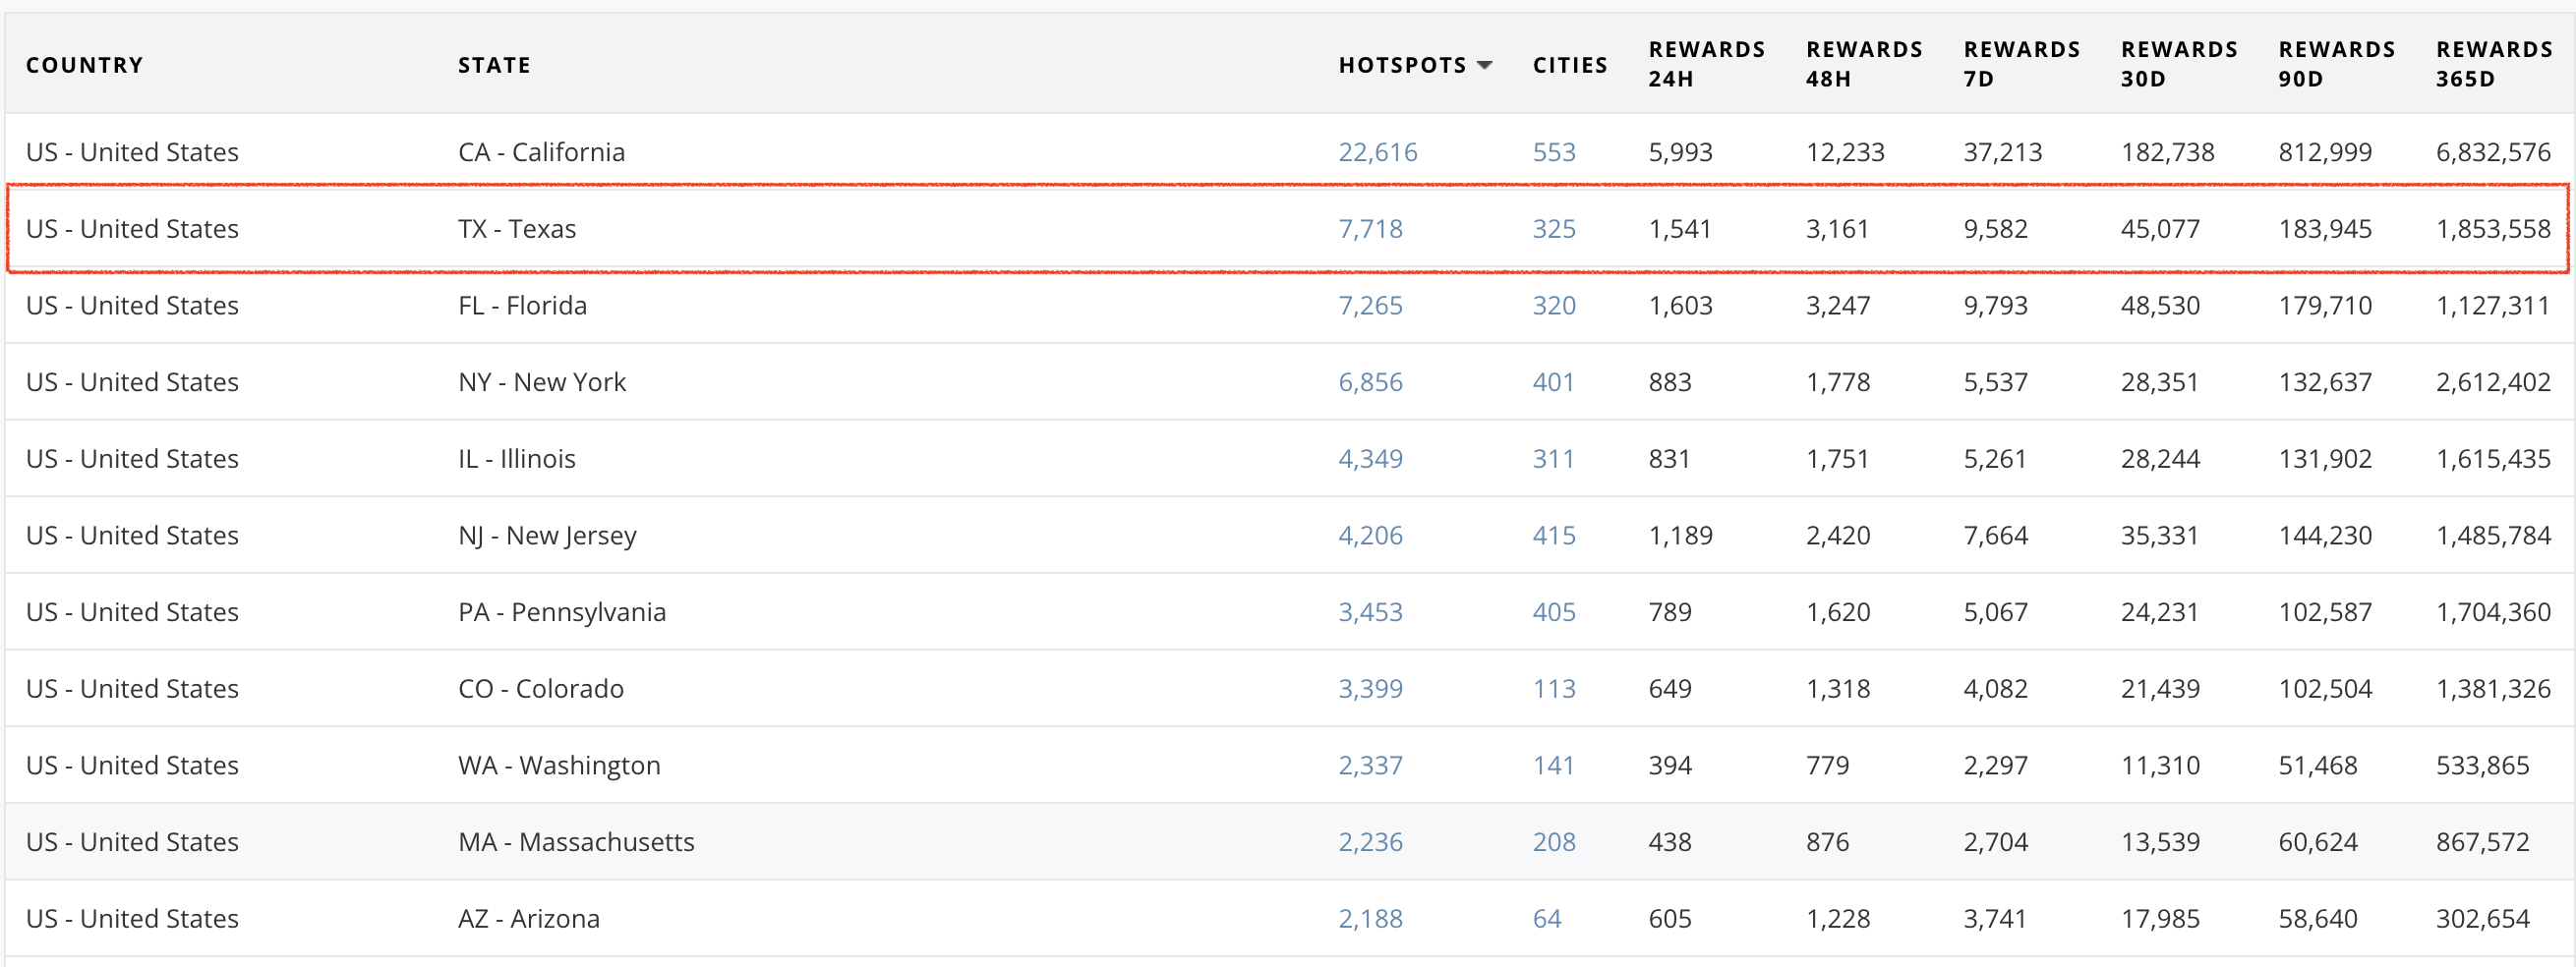 COUNTRY STATE HOTSPOTS CITIES REWARDS 24H REWARDS 48H REWARDS 7D REWARDS 30D REWARDS 90D REWARDS 365D
US - United States CA - California 22,616 553 5,993 12,233 37,213 182,738 812,999 6,832,576
US - United States TX - Texas 7,718 325 1,541 3,161 9,582 45,077 183,945 1,853,558
US - United States FL - Florida 7,265 320 1,603 3,247 9,793 48,530 179,710 1,127,311
US - United States NY - New York 6,856 401 883 1,778 5,537 28,351 132,637 2,612,402
US - United States IL - Illinois 4,349 311 831 1,751 5,261 28,244 131,902 1,615,435
US - United States NJ - New Jersey 4,206 415 1,189 2,420 7,664 35,331 144,230 1,485,784
US - United States PA - Pennsylvania 3,453 405 789 1,620 5,067 24,231 102,587 1,704,360
US - United States CO - Colorado 3,399 113 649 1,318 4,082 21,439 102,504 1,381,326
US - United States WA - Washington 2,337 141 394 779 2,297 11,310 51,468 533,865
US - United States MA - Massachusetts 2,236 208 438 876 2,704 13,539 60,624 867,572
US - United States AZ - Arizona 2,188 64 605 1,228 3,741 17,985 58,640 302,654